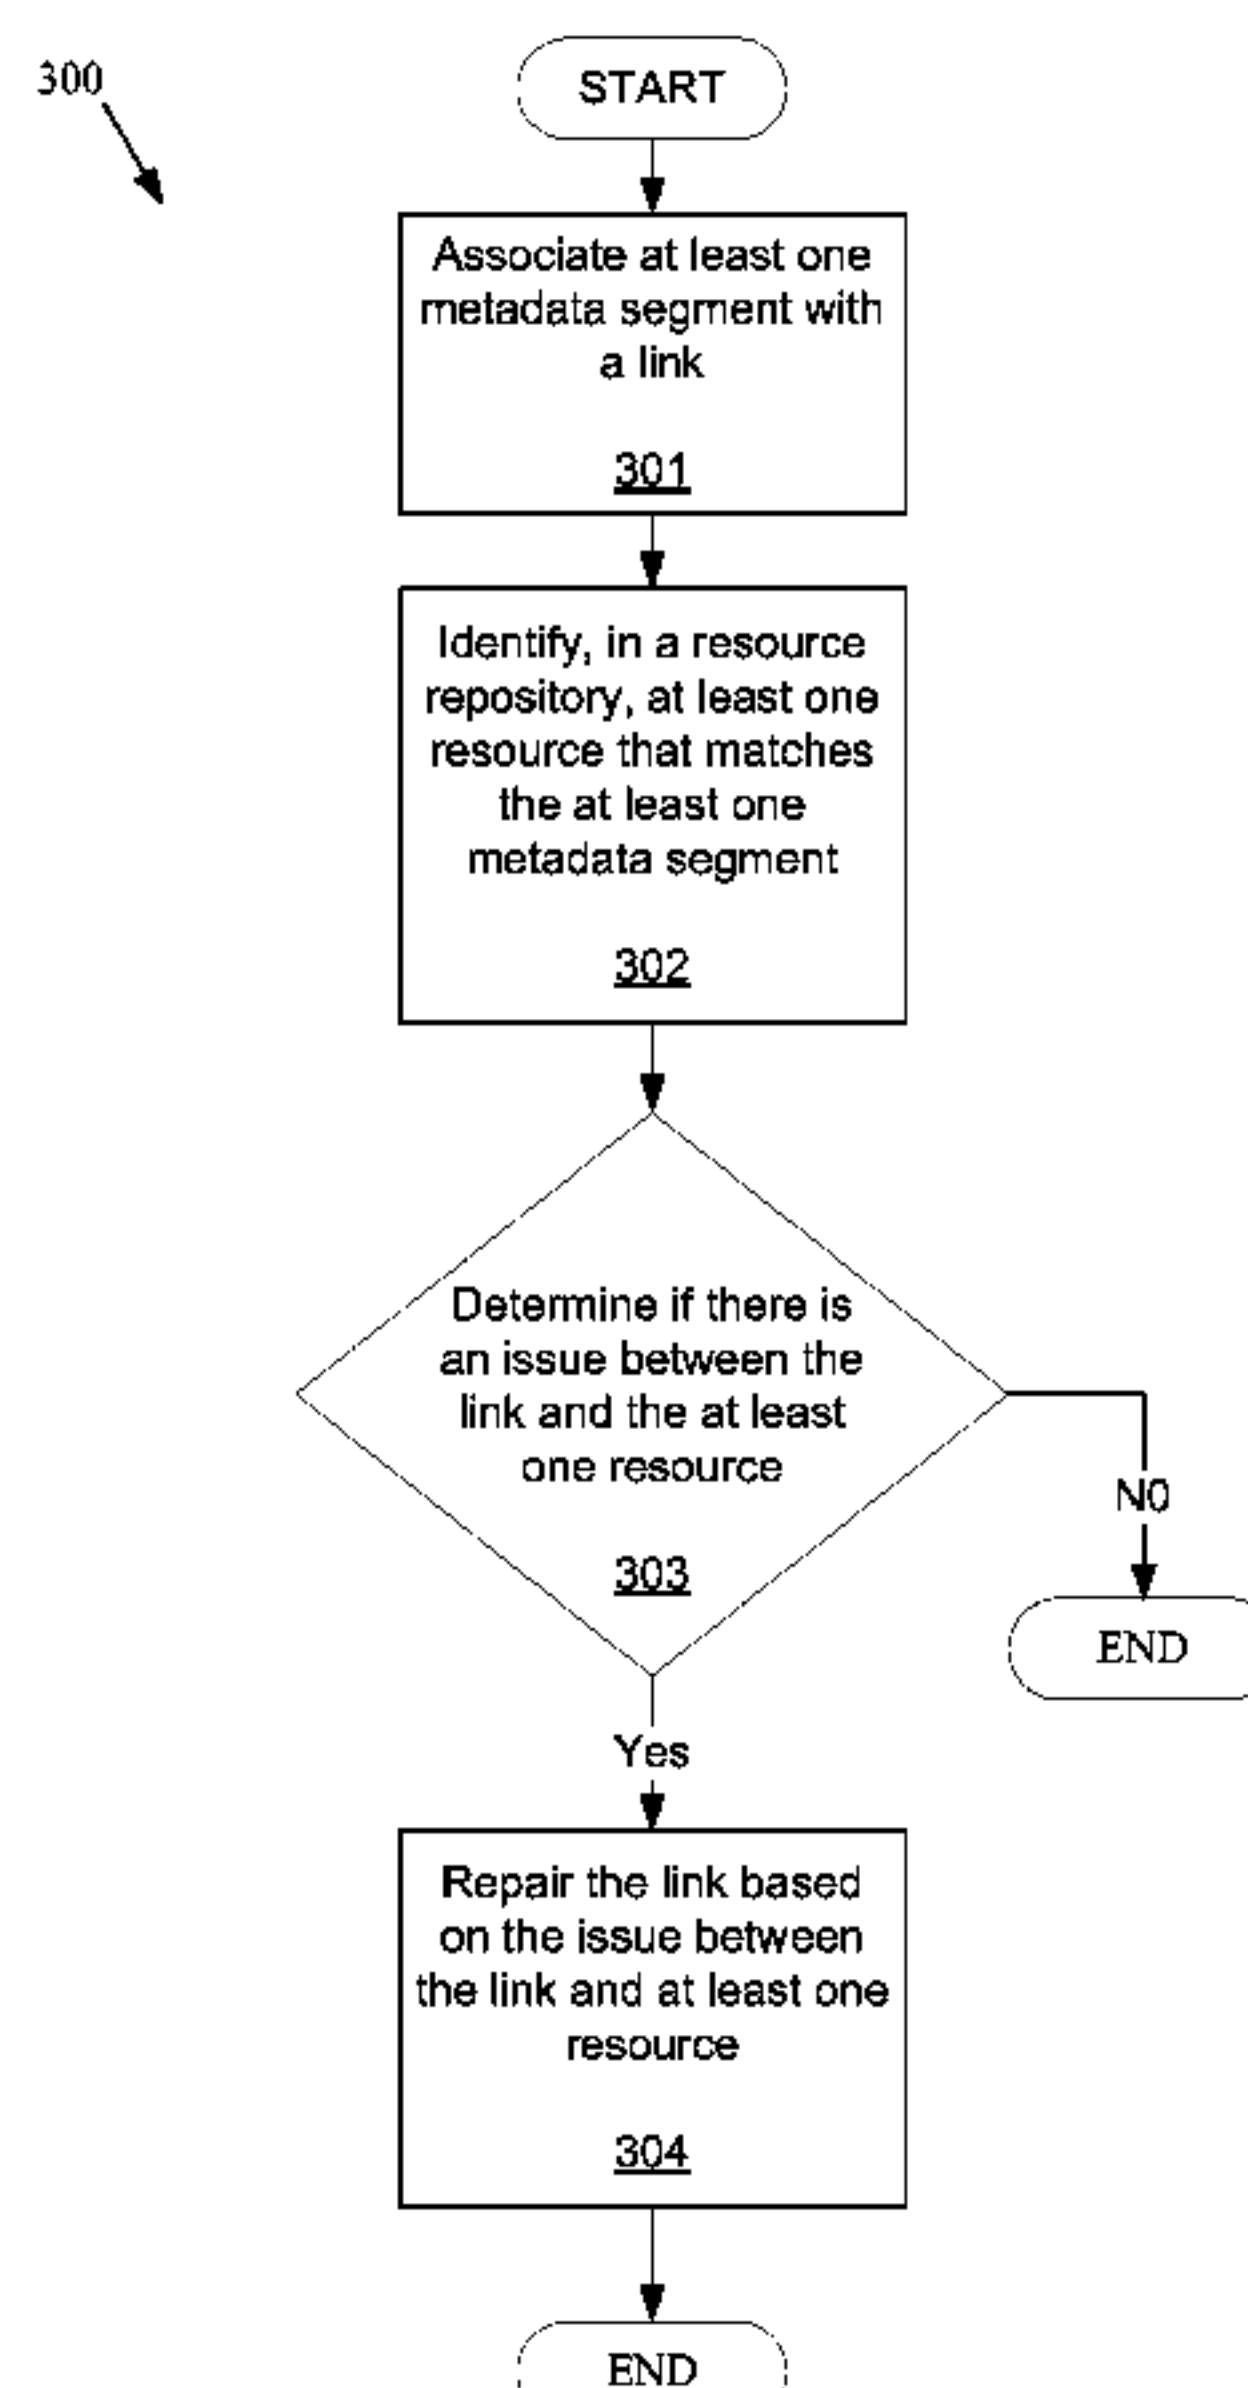 300
START
Associate at least one
metadata segment with
a link
301
Identify, in a resource
repository, at least one
resource that matches
the at least one
metadata segment
302
Determine if there is
an issue between the
link and the at least
one resource
303
N0
END
Yes
Repair the link based
on the issue between
the link and at least one
resource
304
END